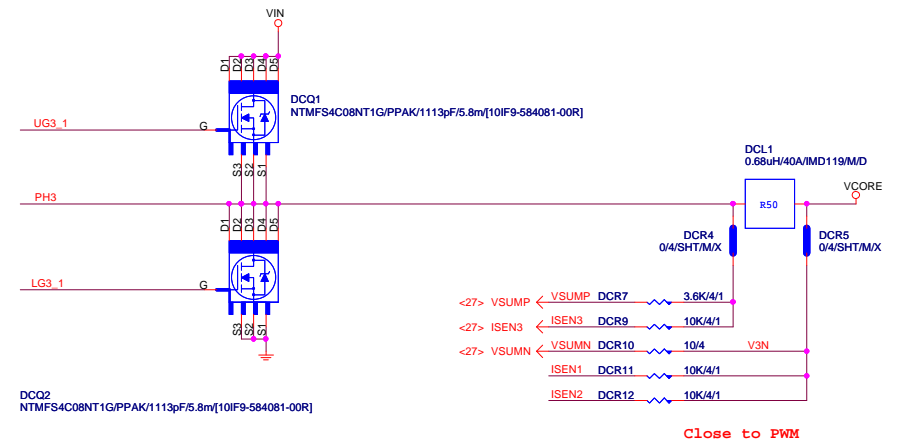 VIN
D1 D2 D3 D4 D5
DCQ1
NTMFS4C08NT1G/PPAK/1113pF/5.8m/[10IF9-584081-00R]
UG3_1
G
S3 S2 S1
DCL1
0.68uH/40A/IMD119/M/D
VCORE
PH3
R50
D1 D2 D3 D4 D5
DCR4
0/4/SHT/M/X
DCR5
0/4/SHT/M/X
LG3_1
G
S3 S2 S1
<27> VSUMP VSUMP DCR7 3.6K/4/1
<27> ISEN3 ISEN3 DCR9 10K/4/1
<27> VSUMN VSUMN DCR10 10/4 V3N
ISEN1 DCR11 10K/4/1
ISEN2 DCR12 10K/4/1
DCQ2
NTMFS4C08NT1G/PPAK/1113pF/5.8m/[10IF9-584081-00R]
Close to PWM